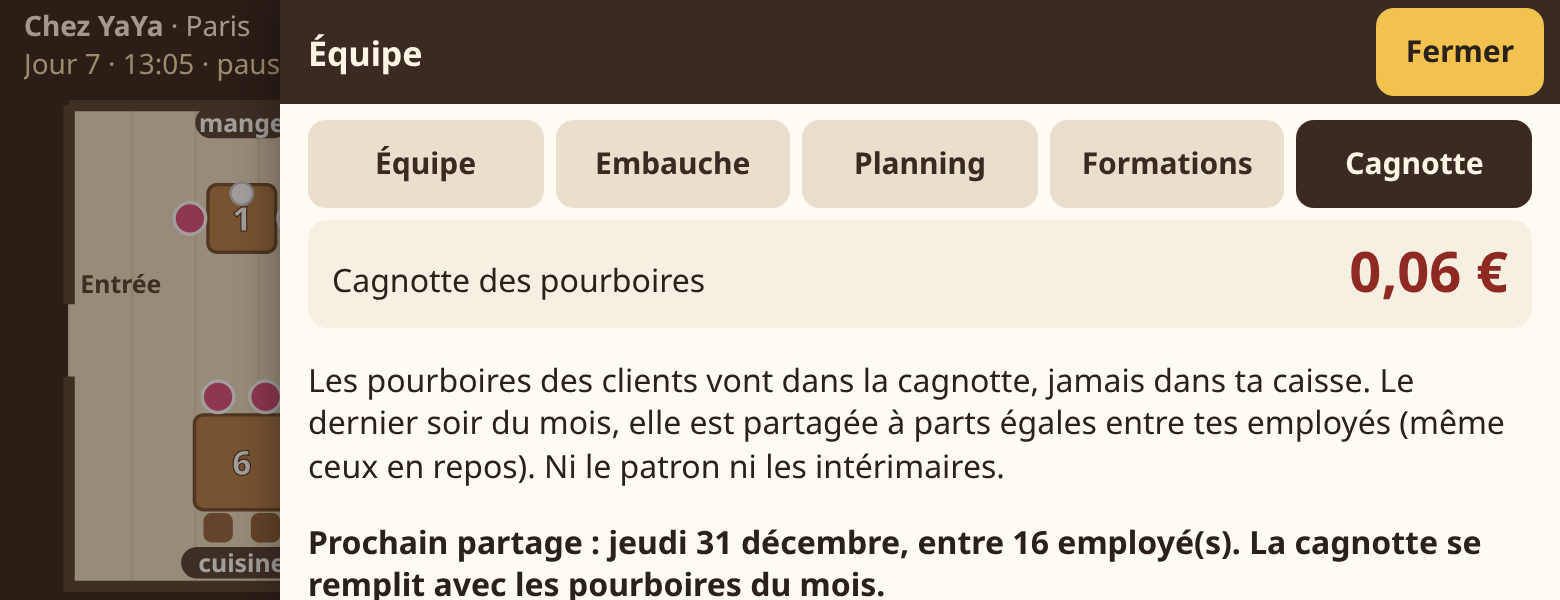 Chez YaYa · Paris
Jour 7 · 13:05 · paus
mange
1
Entrée
6
cuisine
Équipe
Fermer
Équipe
Embauche
Planning
Formations
Cagnotte
Cagnotte des pourboires
0,06 €
Les pourboires des clients vont dans la cagnotte, jamais dans ta caisse. Le
dernier soir du mois, elle est partagée à parts égales entre tes employés (même
ceux en repos). Ni le patron ni les intérimaires.
Prochain partage : jeudi 31 décembre, entre 16 employé(s). La cagnotte se
remplit avec les pourboires du mois.